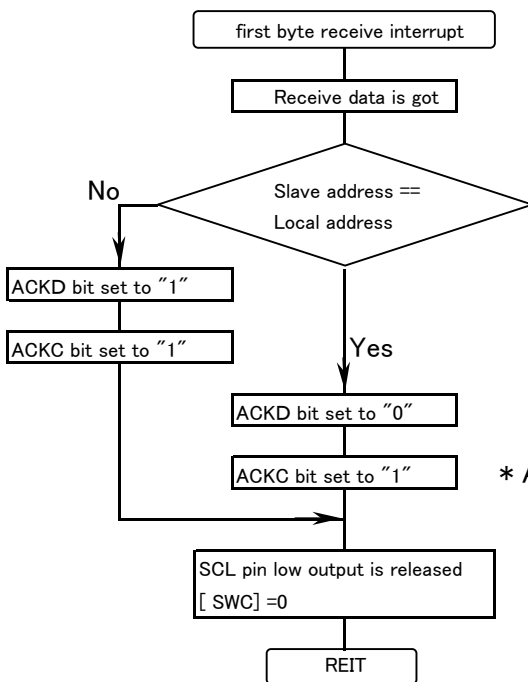 first byte receive interrupt
Receive data is got
Slave address ==
Local address
No
ACKD bit set to "1"
ACKC bit set to "1"
Yes
ACKD bit set to "0"
ACKC bit set to "1"
* A
SCL pin low output is released
[ SWC] =0
REIT